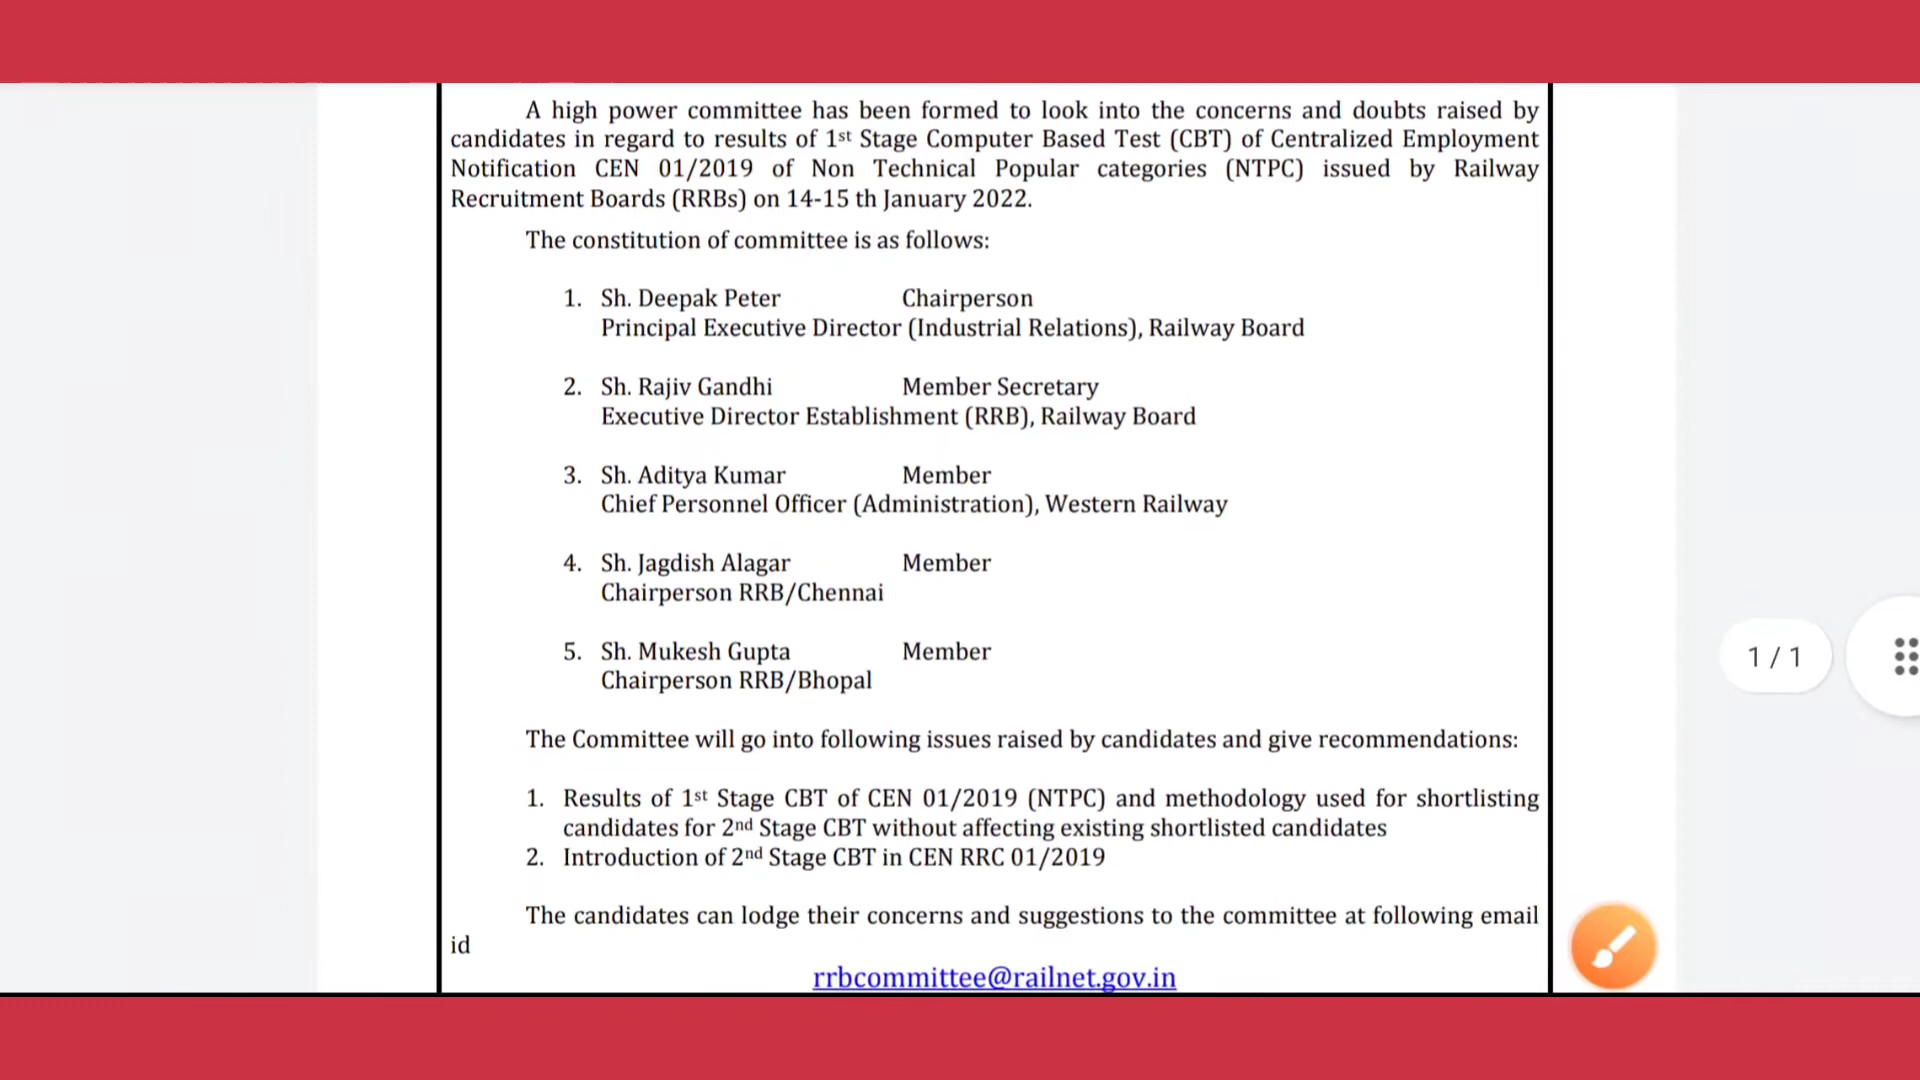 A high power committee has been formed to look into the concerns and doubts raised by
candidates in regard to results of 1st Stage Computer Based Test (CBT) of Centralized Employment
Notification CEN 01/2019 of Non Technical Popular categories (NTPC) issued by Railway
Recruitment Boards (RRBs) on 14-15 th January 2022.
The constitution of committee is as follows:
1. Sh. Deepak Peter Chairperson
Principal Executive Director (Industrial Relations), Railway Board
2. Sh. Rajiv Gandhi Member Secretary
Executive Director Establishment (RRB), Railway Board
3. Sh. Aditya Kumar Member
Chief Personnel Officer (Administration), Western Railway
4. Sh. Jagdish Alagar Member
Chairperson RRB/Chennai
5. Sh. Mukesh Gupta Member
Chairperson RRB/Bhopal
1 / 1
The Committee will go into following issues raised by candidates and give recommendations:
1. Results of 1st Stage CBT of CEN 01/2019 (NTPC) and methodology used for shortlisting
candidates for 2nd Stage CBT without affecting existing shortlisted candidates
2. Introduction of 2nd Stage CBT in CEN RRC 01/2019
The candidates can lodge their concerns and suggestions to the committee at following email
id
rrbcommittee@railnet.gov.in